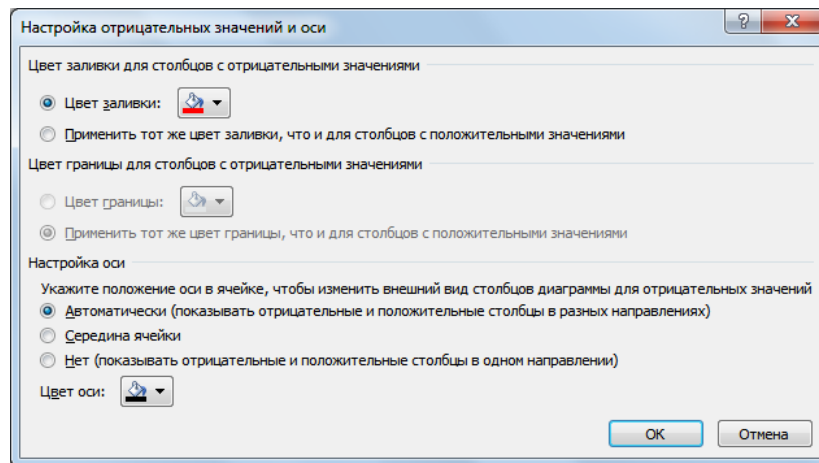 Настройка отрицательных значений и оси
?
Цвет заливки для столбцов с отрицательными значениями
Цвет заливки:
Применить тот же цвет заливки, что и для столбцов с положительными значениями
Цвет границы для столбцов с отрицательными значениями
Цвет границы:
Применить тот же цвет границы, что и для столбцов с положительными значениями
Настройка оси
Укажите положение оси в ячейке, чтобы изменить внешний вид столбцов диаграммы для отрицательных значений
Автоматически (показывать отрицательные и положительные столбцы в разных направлениях)
Середина ячейки
Нет (показывать отрицательные и положительные столбцы в одном направлении)
Цвет оси:
ОК Отмена